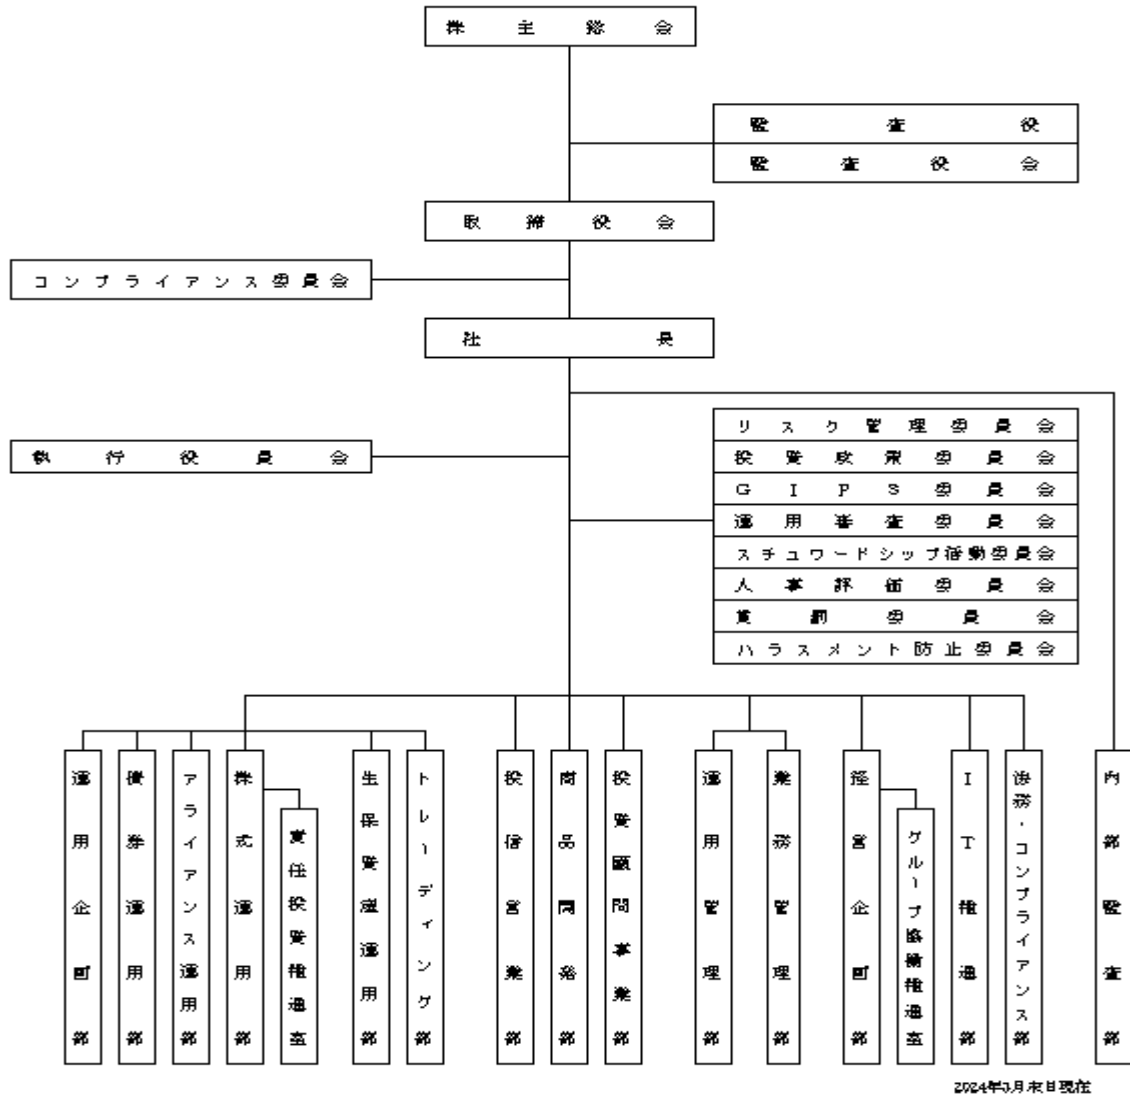 株主総会
監査役
監査役会
取締役会
コンプライアンス委員会
社長
執行役員会
リスク管理委員会
投資政策委員会
GIPS委員会
運用審査委員会
スチュワードシップ活動委員会
人事評価委員会
賞罰委員会
ハラスメント防止委員会
運用企画部
債券運用部
アライアンス運用部
株式運用部
責任投資推進室
生保資産運用部
トレーディング部
投信営業部
商品開発部
投資顧問事業部
運用管理部
業務管理部
経営企画部
グループ協働推進室
IT推進部
法務・コンプライアンス部
内部監査部
2024年3月末日現在